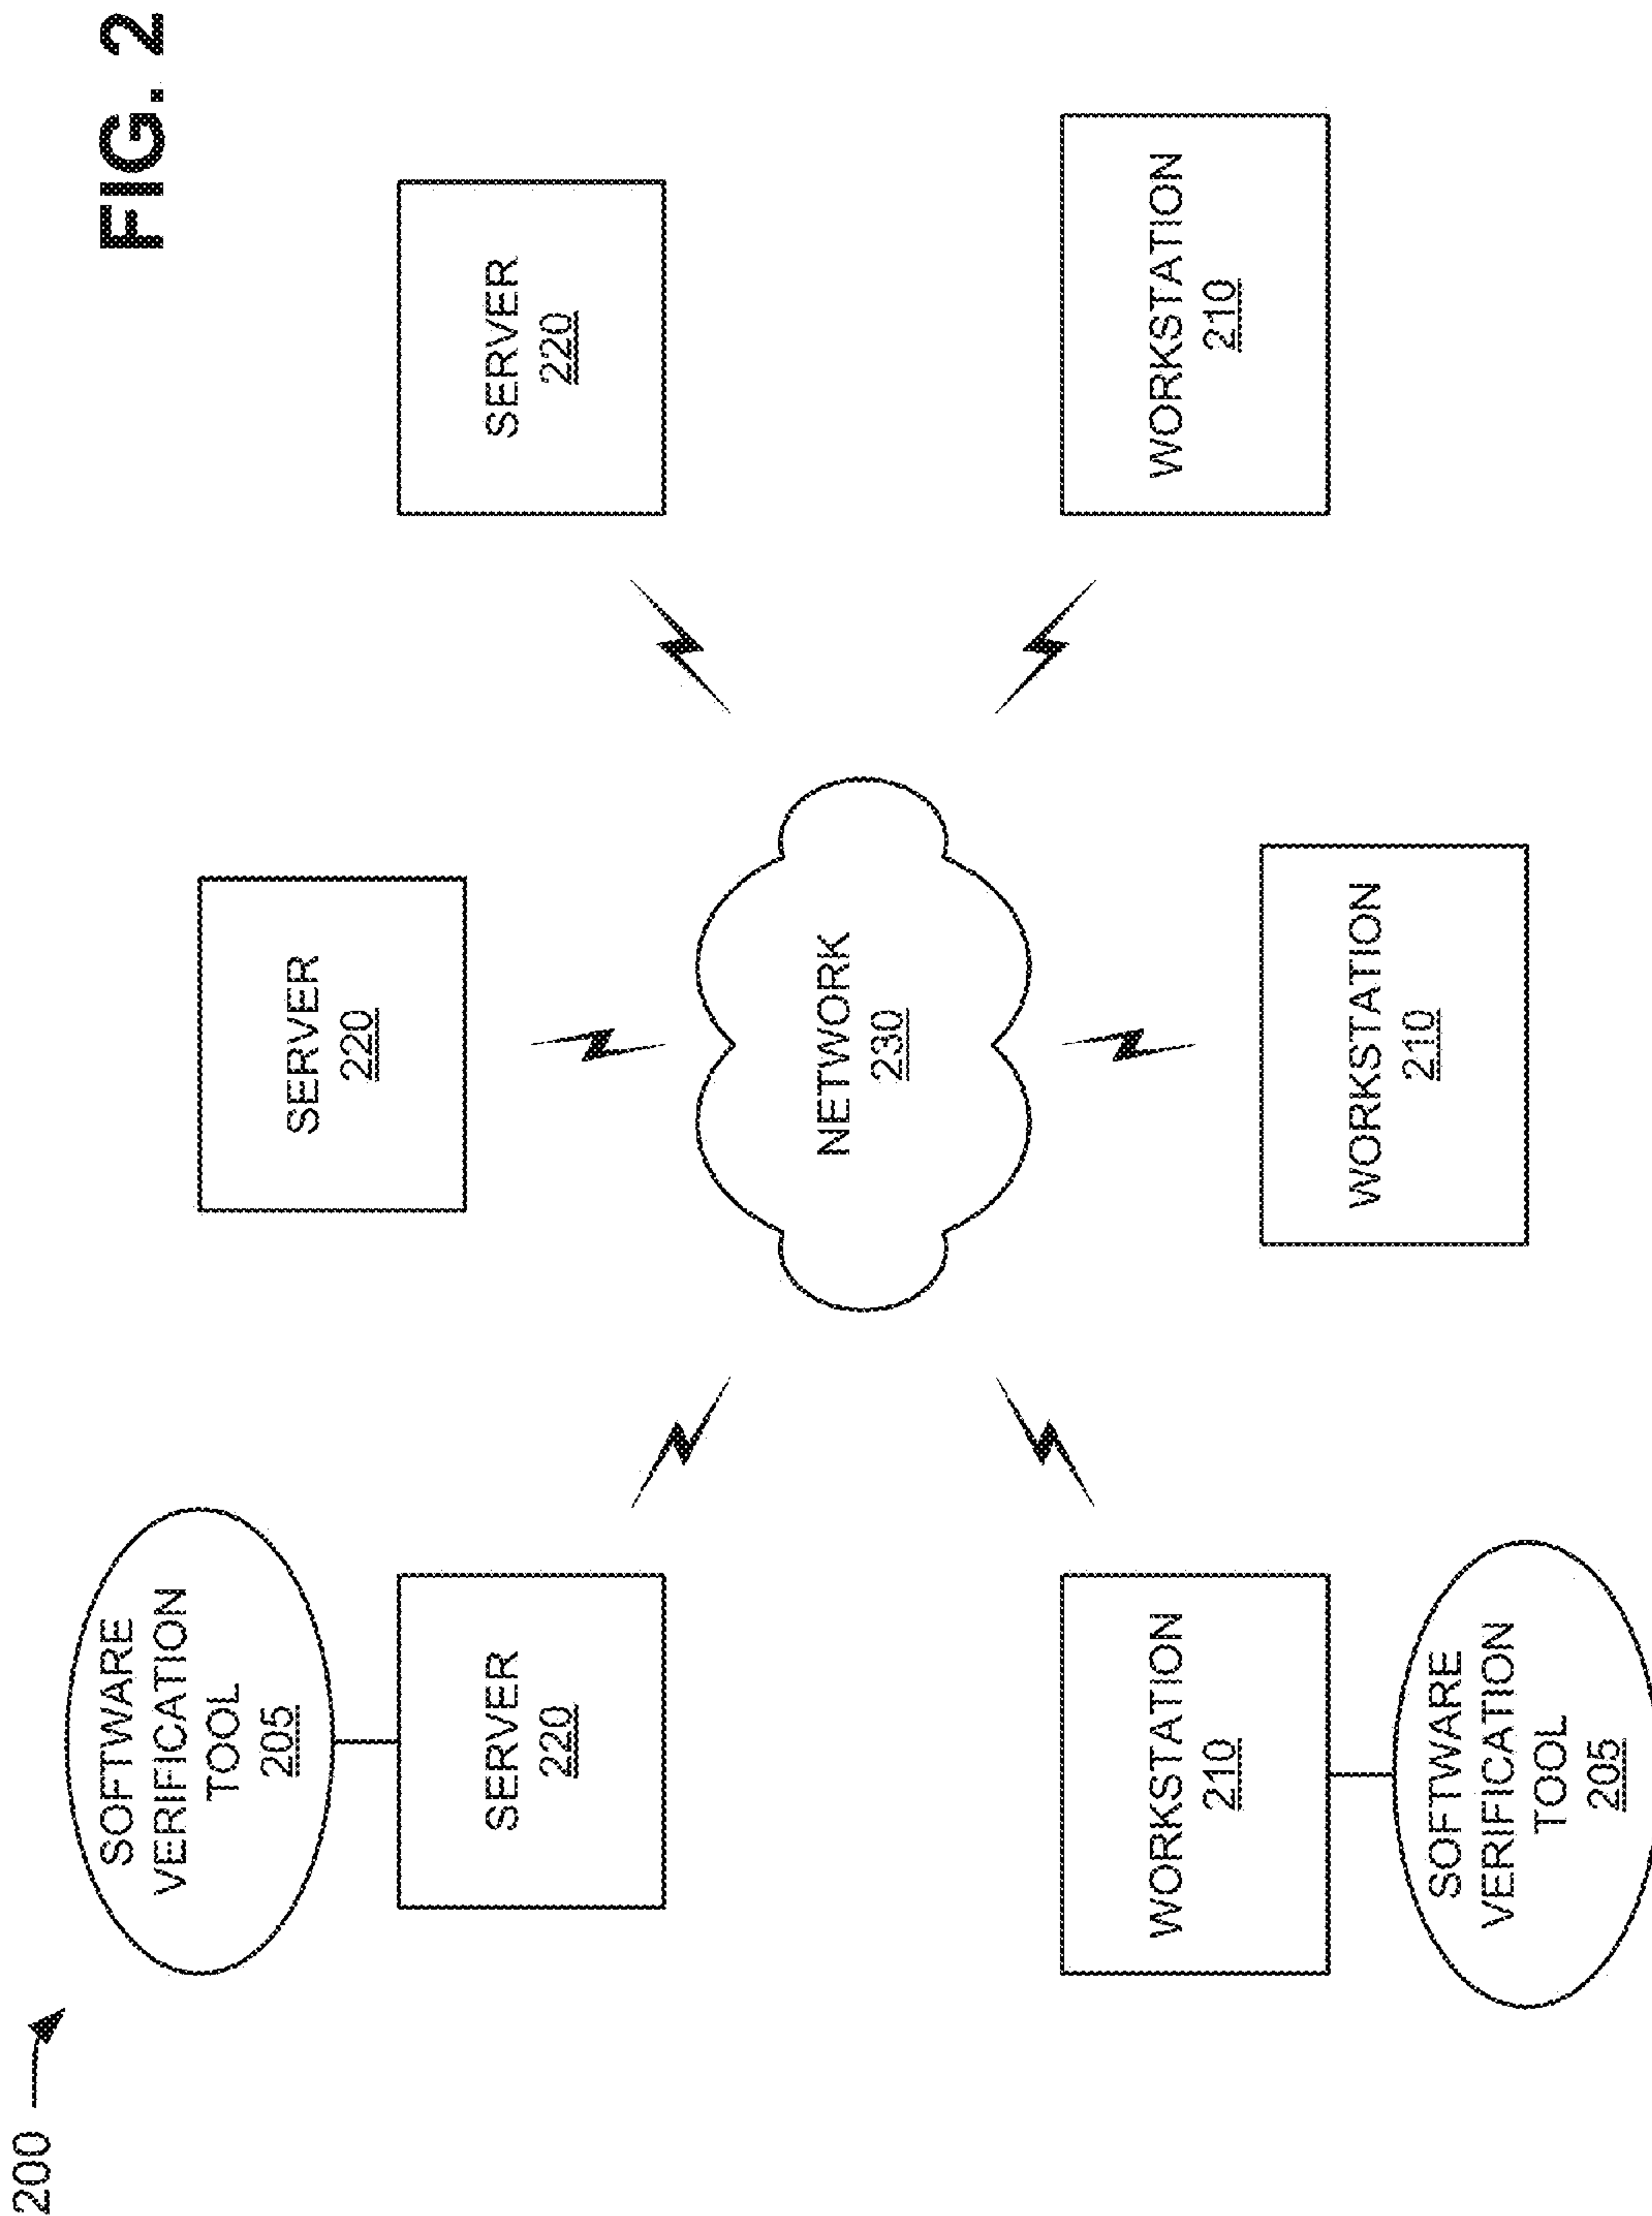 200
FIG. 2
SOFTWARE
VERIFICATION
TOOL
205
SERVER
220
SERVER
220
SERVER
220
NETWORK
230
WORKSTATION
210
WORKSTATION
210
WORKSTATION
210
SOFTWARE
VERIFICATION
TOOL
205